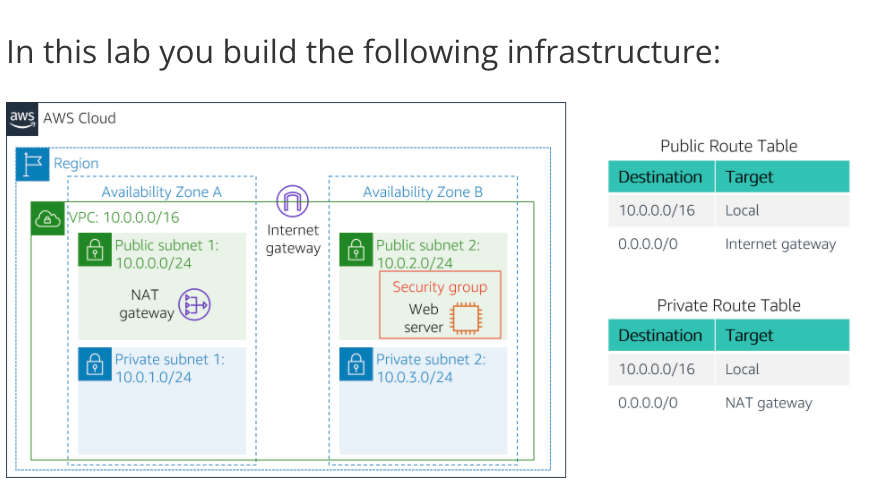 In this lab you build the following infrastructure:
aws
AWS Cloud
Region
Availability Zone A
Availability Zone B
VPC: 10.0.0.0/16
Internet
gateway
Public subnet 1:
10.0.0.0/24
NAT
gateway
Public subnet 2:
10.0.2.0/24
Security group
Web
server
Private subnet 1:
10.0.1.0/24
Private subnet 2:
10.0.3.0/24
Public Route Table
Destination Target
10.0.0.0/16 Local
0.0.0.0/0 Internet gateway
Private Route Table
Destination Target
10.0.0.0/16 Local
0.0.0.0/0 NAT gateway